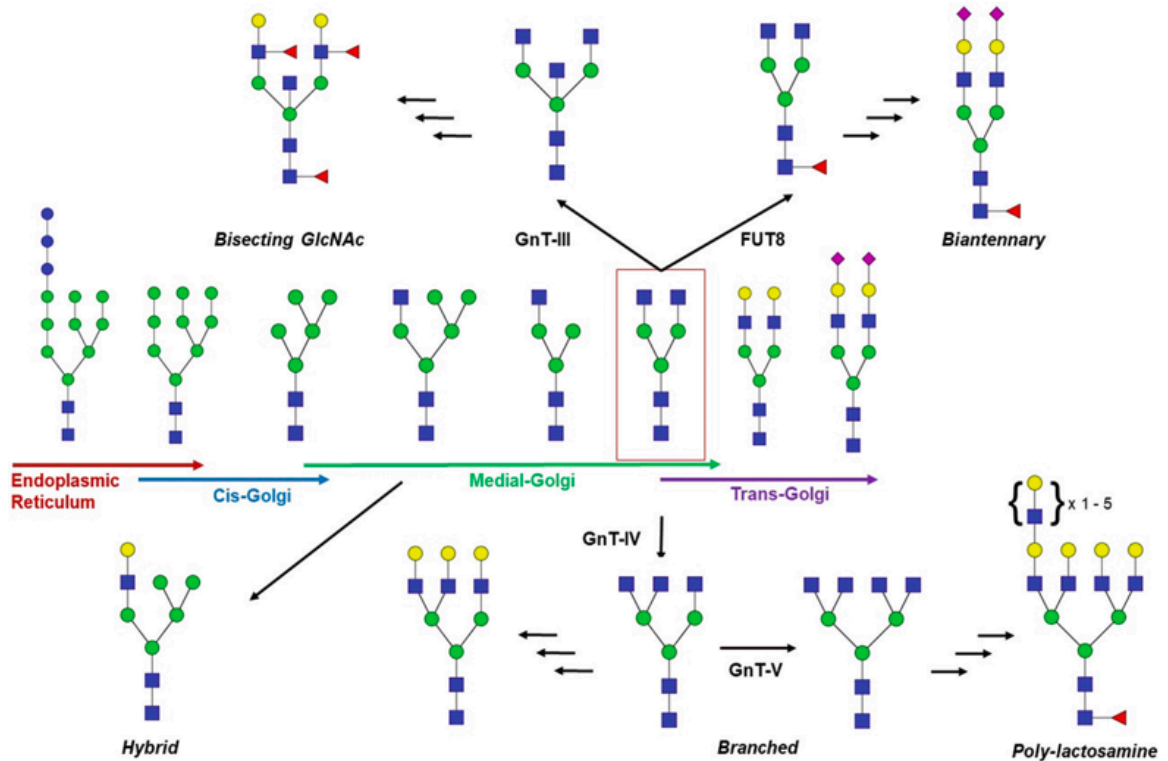 Bisecting GlcNAc
GnT-III
FUT8
Biantennary
Endoplasmic
Reticulum
Cis-Golgi
Medial-Golgi
Trans-Golgi
GnT-IV
{ } x 1 - 5
GnT-V
Hybrid
Branched
Poly-lactosamine